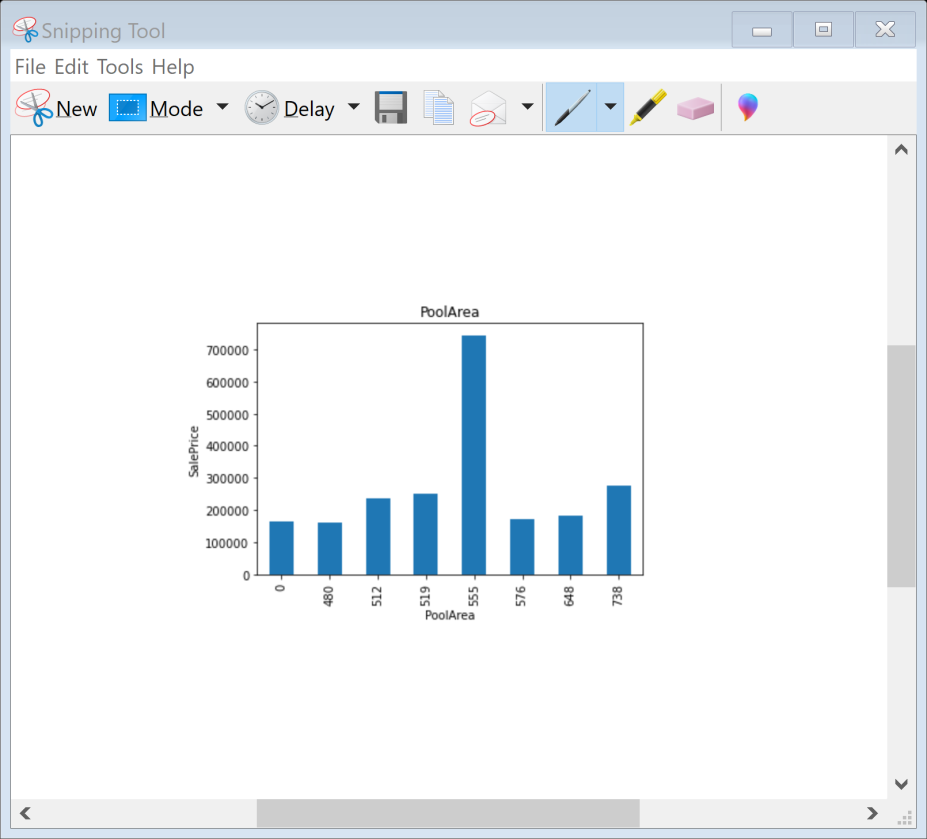 Snipping Tool
File Edit Tools Help
New Mode Delay
PoolArea
700000
600000
500000
400000
300000
200000
100000
0
SalePrice
0 480 512 519 555 576 648 738
PoolArea